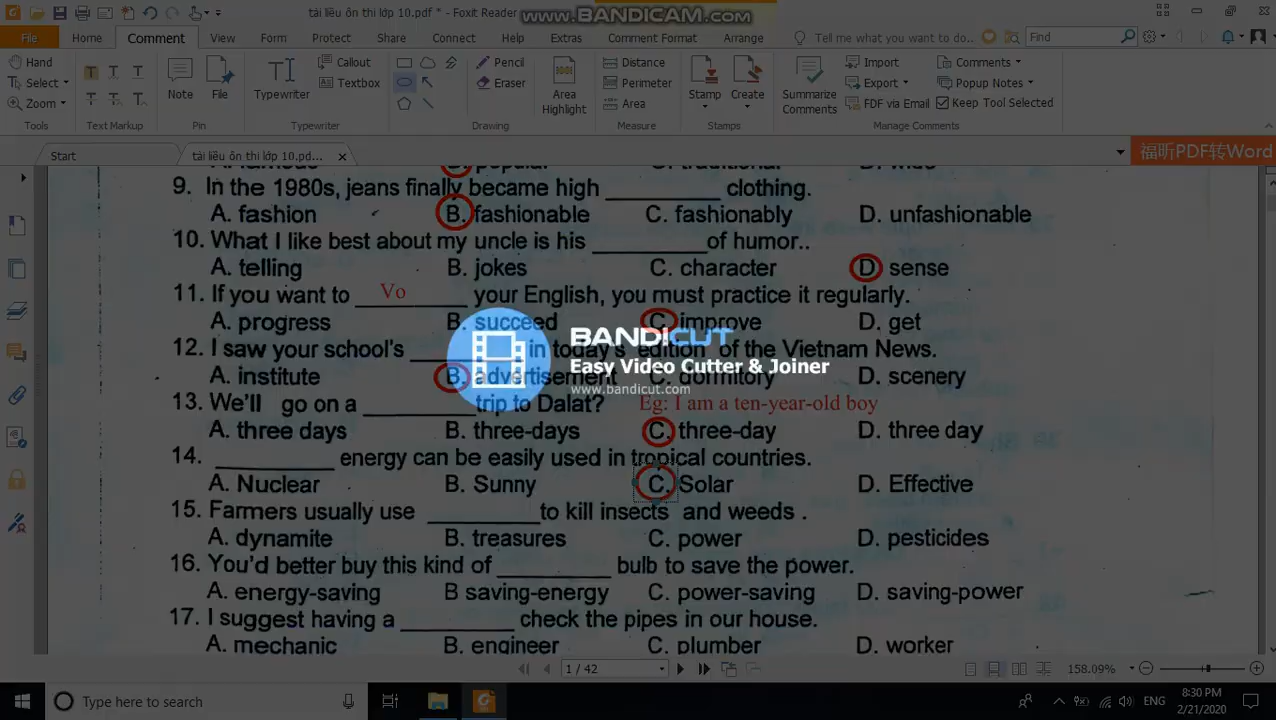 tài liệu ôn thi lớp 10.pdf * - Foxit Reader
www.BANDICAM.com
File Home Comment View Form Protect Share Connect Help Extras Comment Format Arrange Tell me what you want to do.. Find
Hand
Select
Zoom
Tools
Text Markup
Note
File
Pin
Typewriter
Callout
Textbox
Typewriter
Pencil
Eraser
Drawing
Area Highlight
Distance
Perimeter
Area
Measure
Stamp
Create
Stamps
Summarize Comments
Import
Export
FDF via Email
Comments
Popup Notes
Keep Tool Selected
Manage Comments
Start
tài liệu ôn thi lớp 10.pd...
福昕PDF转Word
9. In the 1980s, jeans finally became high __________ clothing.
A. fashion B. fashionable C. fashionably D. unfashionable
10. What I like best about my uncle is his __________of humor..
A. telling B. jokes C. character D sense
11. If you want to ____Vo____ your English, you must practice it regularly.
A. progress B. succeed C. improve D. get
12. I saw your school's __________ in today's edition of the Vietnam News.
A. institute B. advertisement C. dormitory D. scenery
13. We'll go on a __________trip to Dalat? Eg: I am a ten-year-old boy
A. three days B. three-days C. three-day D. three day
14. __________ energy can be easily used in tropical countries.
A. Nuclear B. Sunny C. Solar D. Effective
15. Farmers usually use __________to kill insects and weeds .
A. dynamite B. treasures C. power D. pesticides
16. You'd better buy this kind of __________ bulb to save the power.
A. energy-saving B saving-energy C. power-saving D. saving-power
17. I suggest having a __________ check the pipes in our house.
A. mechanic B. engineer C. plumber D. worker
BANDICUT
Easy Video Cutter & Joiner
www.bandicut.com
1 / 42
158.09%
Type here to search
ENG
8:30 PM
2/21/2020